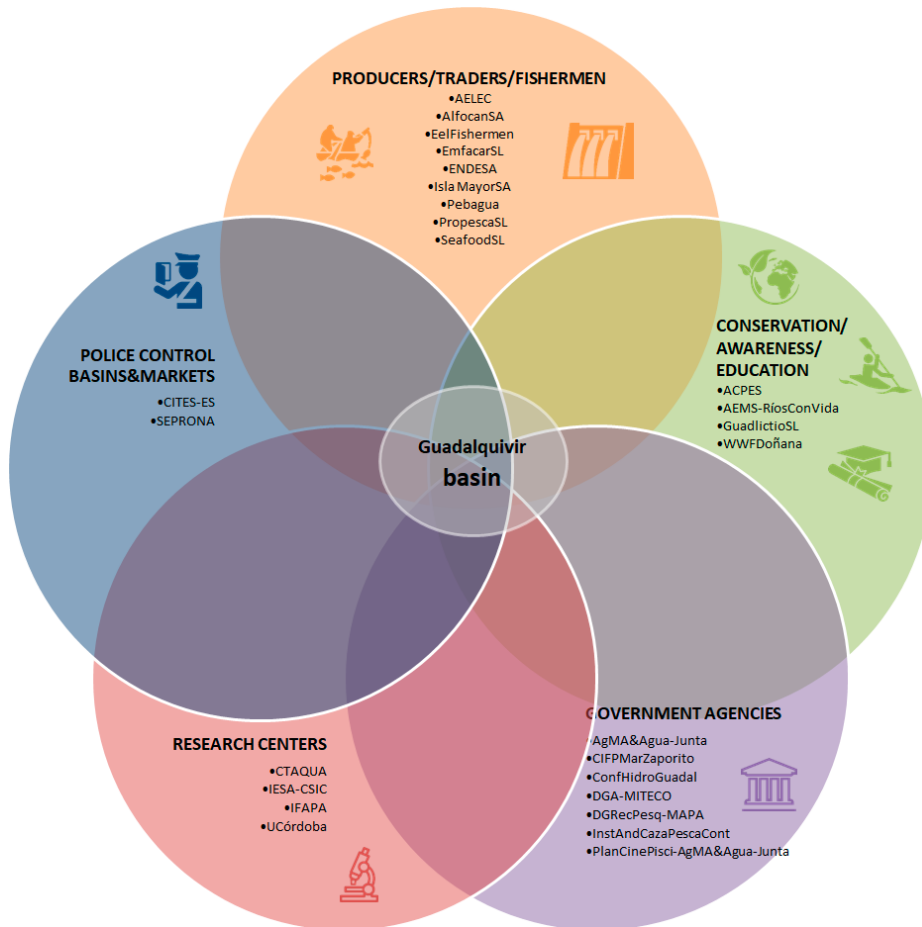 PRODUCERS/TRADERS/FISHERMEN
•AELEC
•AlfocanSA
•EelFishermen
•EmfacarSL
•ENDESA
•Isla MayorSA
•Pebagua
•PropescaSL
•SeafoodSL
POLICE CONTROL
BASINS&MARKETS
•CITES-ES
•SEPRONA
CONSERVATION/
AWARENESS/
EDUCATION
•ACPES
•AEMS-RíosConVida
•GuadlictioSL
•WWFDoñana
Guadalquivir
basin
RESEARCH CENTERS
•CTAQUA
•IESA-CSIC
•IFAPA
•UCórdoba
GOVERNMENT AGENCIES
•AgMA&Agua-Junta
•CIFPMarZaporito
•ConfHidroGuadal
•DGA-MITECO
•DGRecPesq-MAPA
•InstAndCazaPescaCont
•PlanCinePisci-AgMA&Agua-Junta